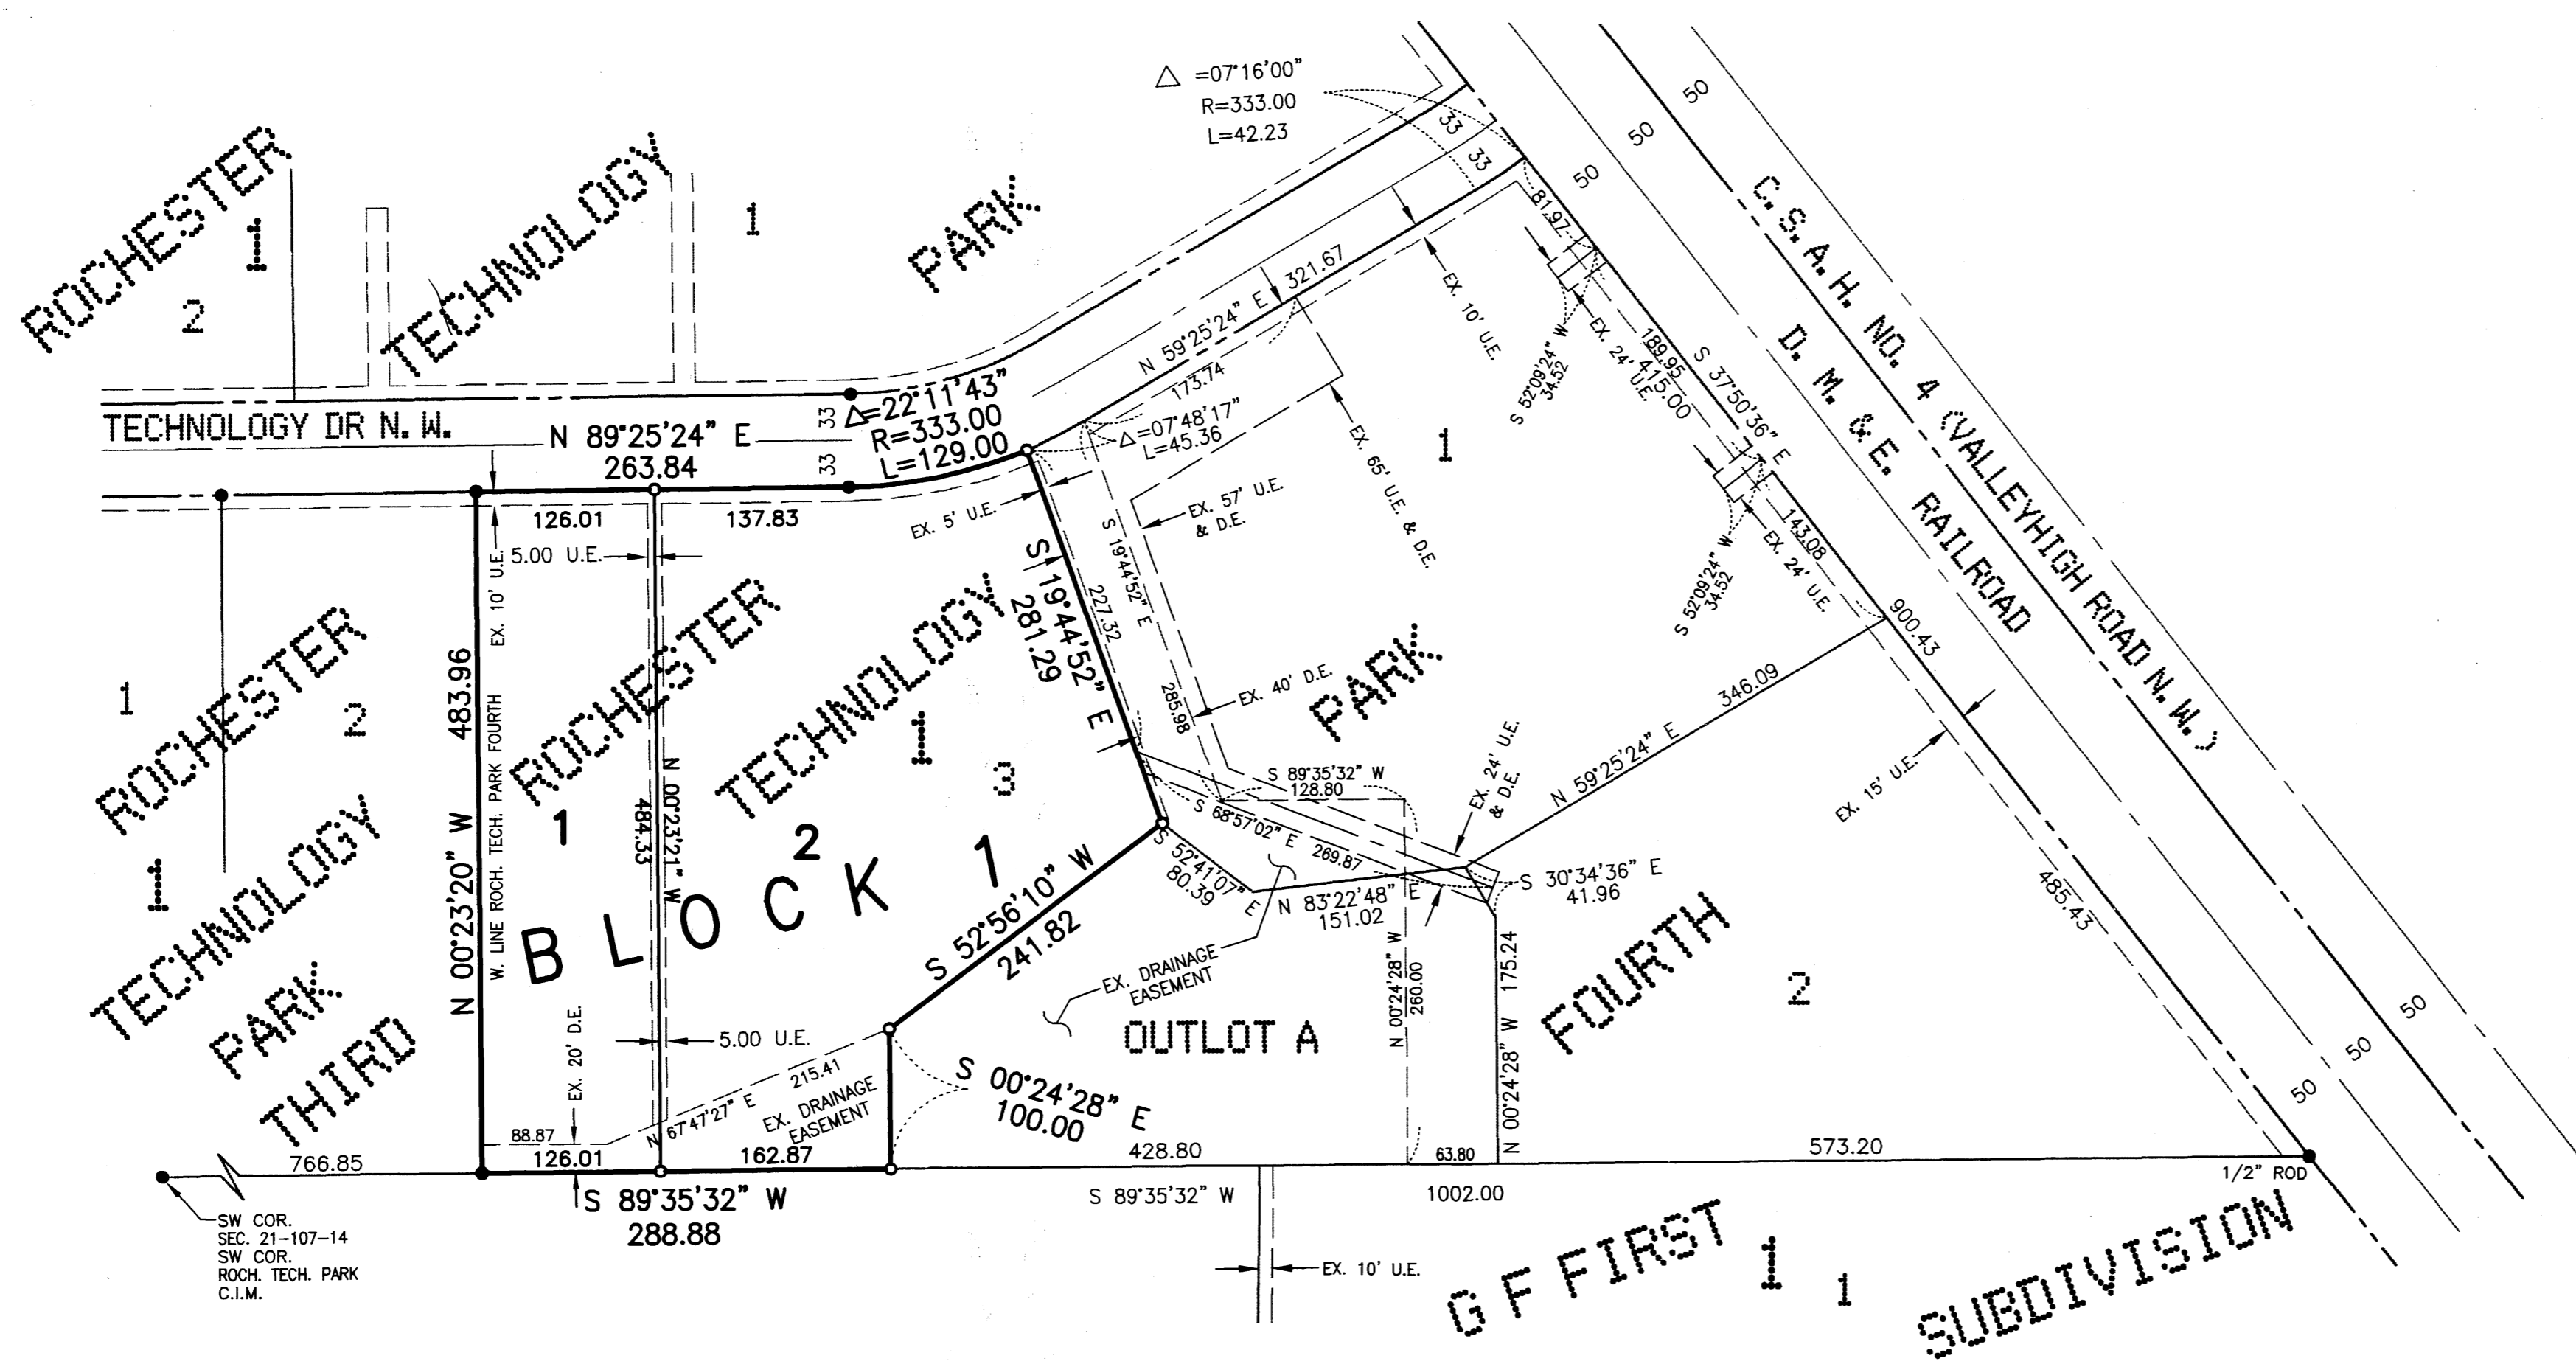 △ =07°16'00"
R=333.00
L=42.23
ROCHESTER
1
2
TECHNOLOGY
1
PARK
50
50
50
33
33
81.97
C. S. A. H. NO. 4 (VALLEYHIGH ROAD N. W.)
D. M. & E. RAILROAD
321.67
N 59°25'24" E
173.74
EX. 10' U.E.
S 52°09'24" W
34.52
EX. 24' U.E.
189.95
415.00
S 37°50'36" E
TECHNOLOGY DR N. W.
N 89°25'24" E
263.84
33
33
△=22°11'43"
R=333.00
L=129.00
△=07°48'17"
L=45.36
EX. 65' U.E. & D.E.
1
126.01
137.83
5.00 U.E.
EX. 10' U.E.
EX. 5' U.E.
EX. 57' U.E.
& D.E.
S 19°44'52" E
285.98
S 19°44'52" E
281.29
227.32
143.08
S 52°09'24" W
34.52
EX. 24' U.E.
900.43
346.09
N 59°25'24" E
EX. 15' U.E.
485.43
EX. 40' D.E.
PARK
EX. 24' U.E.
& D.E.
S 89°35'32" W
128.80
S 68°57'02" E
269.87
S 52°41'07" E
80.39
N 83°22'48" E
151.02
S 30°34'36" E
41.96
1
ROCHESTER
2
1
TECHNOLOGY
PARK
THIRD
483.96
N 00°23'20" W
W. LINE ROCH. TECH. PARK FOURTH
ROCHESTER
TECHNOLOGY
1
3
N 00°23'21" W
484.33
1
2
BLOCK 1
S 52°56'10" W
241.82
EX. DRAINAGE
EASEMENT
OUTLOT A
N 00°24'28" W
260.00
N 00°24'28" W 175.24
FOURTH
2
50
50
50
EX. 20' D.E.
5.00 U.E.
215.41
N 67°47'27" E
EX. DRAINAGE
EASEMENT
S 00°24'28" E
100.00
88.87
766.85
126.01
162.87
428.80
63.80
573.20
1/2" ROD
S 89°35'32" W
288.88
S 89°35'32" W
1002.00
SW COR.
SEC. 21-107-14
SW COR.
ROCH. TECH. PARK
C.I.M.
EX. 10' U.E.
G F FIRST
1
1
SUBDIVISION